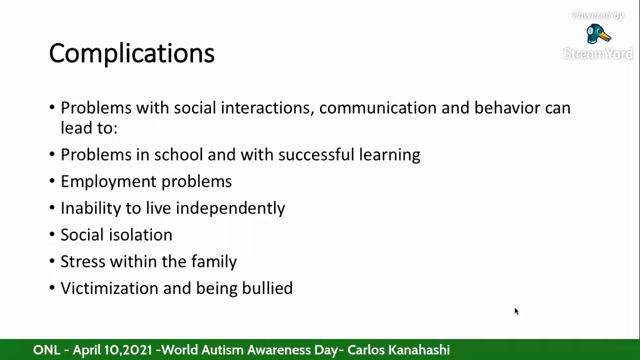 Powered by
StreamYard
Complications
• Problems with social interactions, communication and behavior can
lead to:
• Problems in school and with successful learning
• Employment problems
• Inability to live independently
• Social isolation
• Stress within the family
• Victimization and being bullied
ONL - April 10,2021 -World Autism Awareness Day- Carlos Kanahashi